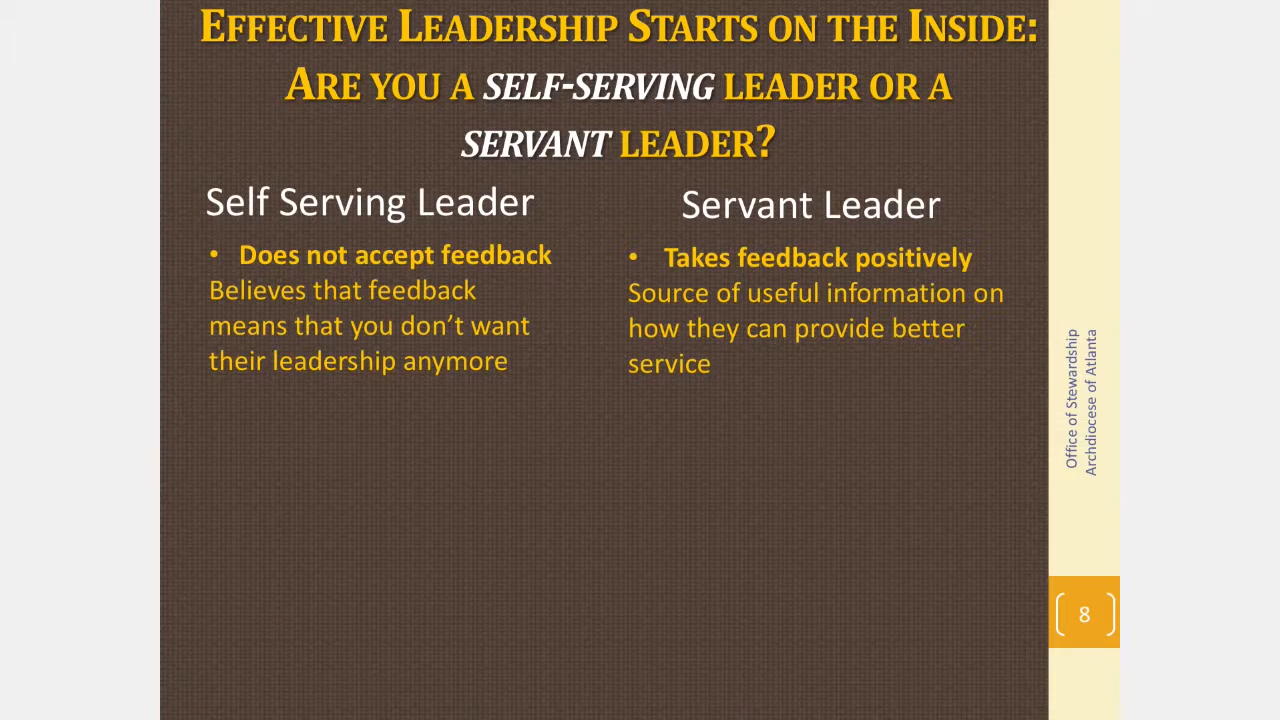 EFFECTIVE LEADERSHIP STARTS ON THE INSIDE:
ARE YOU A SELF-SERVING LEADER OR A
SERVANT LEADER?
Self Serving Leader
• Does not accept feedback
Believes that feedback
means that you don’t want
their leadership anymore
Servant Leader
• Takes feedback positively
Source of useful information on
how they can provide better
service
Office of Stewardship
Archdiocese of Atlanta
8